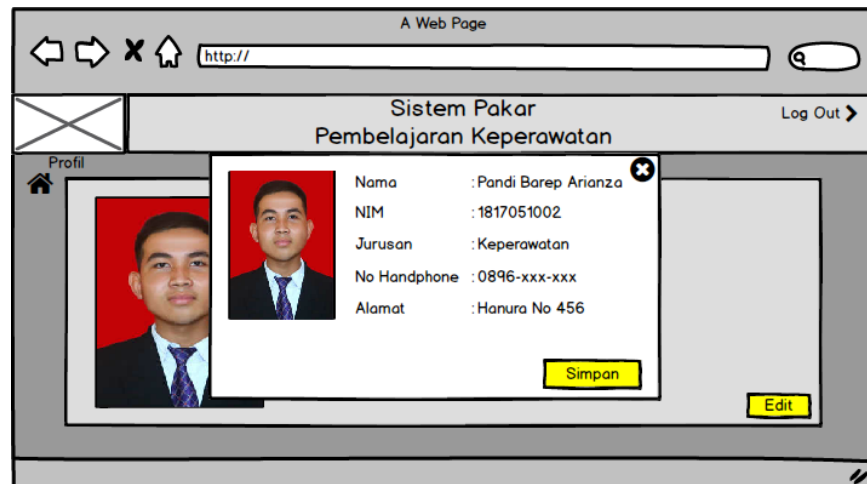 A Web Page
http://
Sistem Pakar
Pembelajaran Keperawatan
Log Out
Profil
Nama : Pandi Barep Arianza
NIM : 1817051002
Jurusan : Keperawatan
No Handphone : 0896-xxx-xxx
Alamat : Hanura No 456
Simpan
Edit